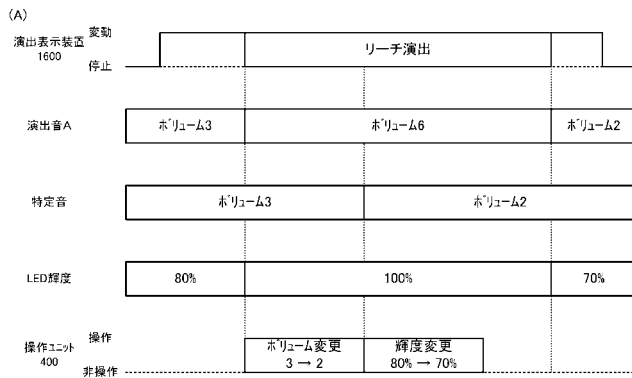 (A)
演出表示装置
1600
変動
停止
リーチ演出
演出音A
ボリューム3
ボリューム6
ボリューム2
特定音
ボリューム3
ボリューム2
LED輝度
80%
100%
70%
操作ユニット
400
操作
非操作
ボリューム変更
3 → 2
輝度変更
80% → 70%